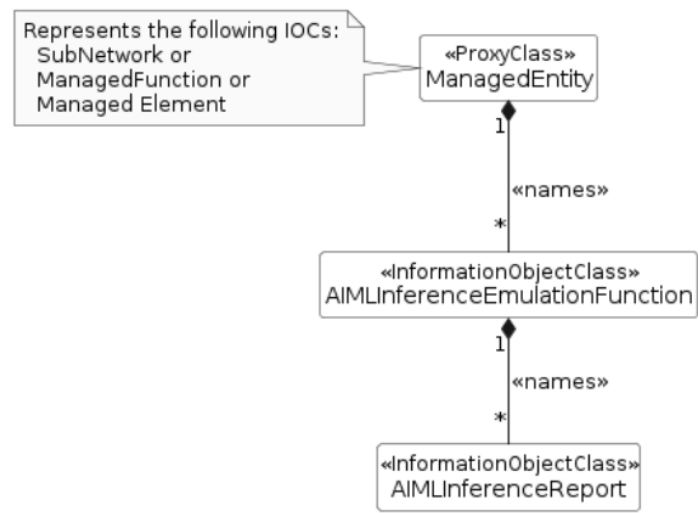 Represents the following IOCs:
SubNetwork or
ManagedFunction or
Managed Element
«ProxyClass»
ManagedEntity
1
«names»
*
«InformationObjectClass»
AIMLInferenceEmulationFunction
1
«names»
*
«InformationObjectClass»
AIMLInferenceReport